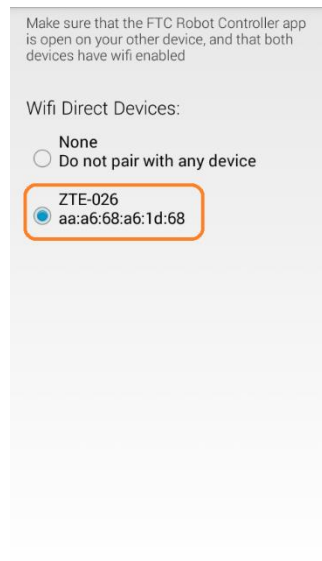 Make sure that the FTC Robot Controller app
is open on your other device, and that both
devices have wifi enabled
Wifi Direct Devices:
None
Do not pair with any device
ZTE-026
aa:a6:68:a6:1d:68